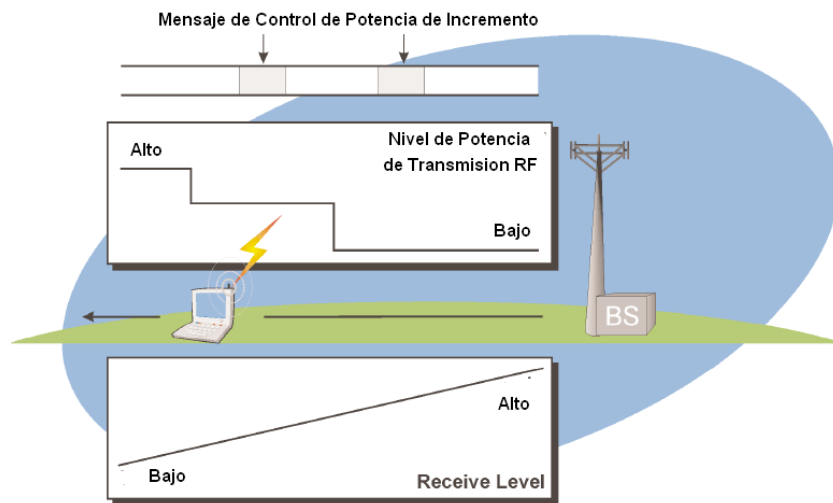 Mensaje de Control de Potencia de Incremento
Nivel de Potencia
de Transmision RF
Alto
Bajo
BS
Alto
Bajo
Receive Level